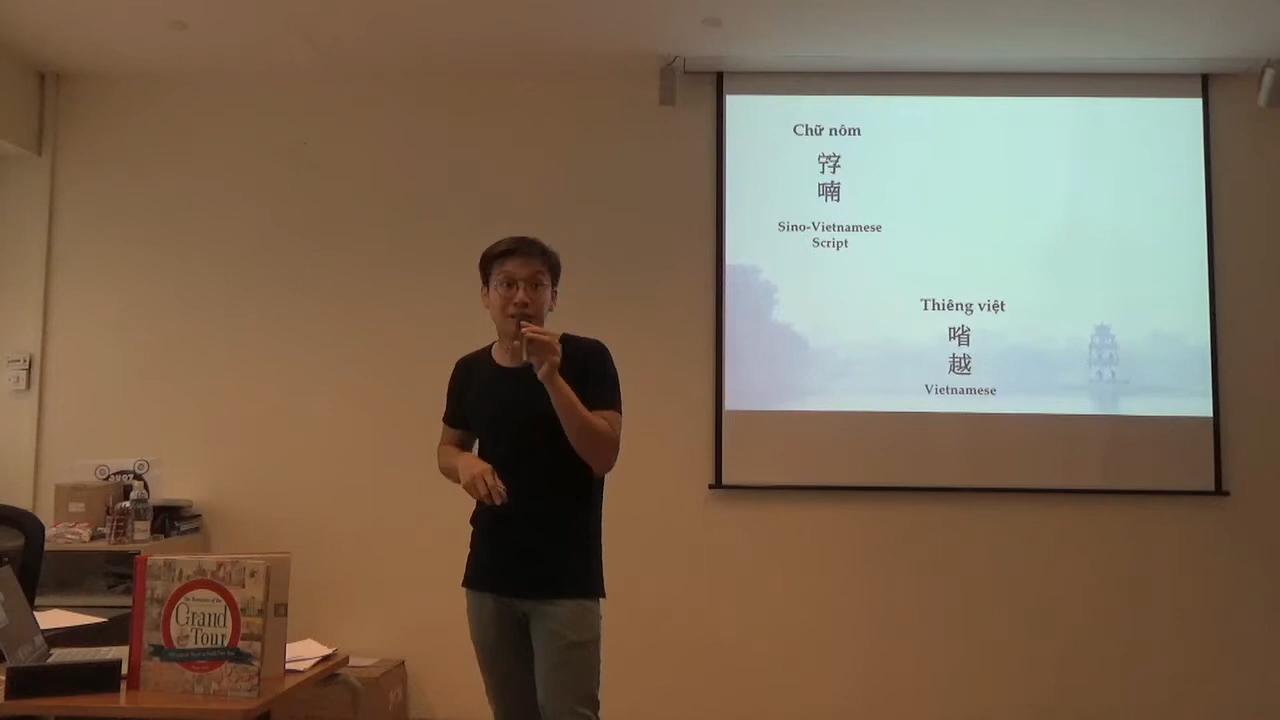 Chữ nôm
喃
Sino-Vietnamese
Script
Thiêng việt
㗂
越
Vietnamese
Grand
Tour